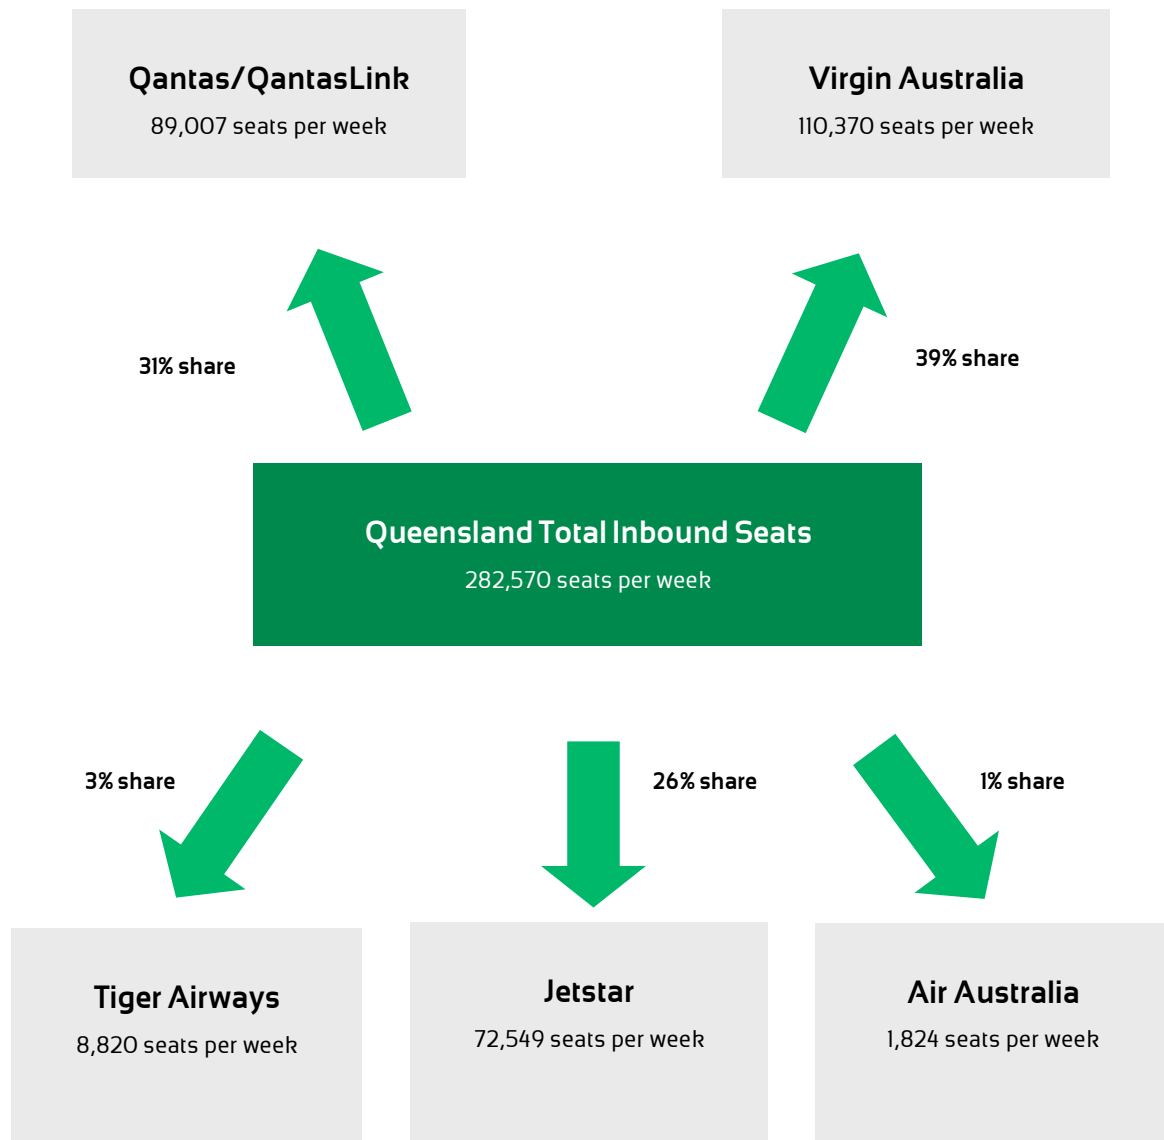 Qantas/QantasLink
89,007 seats per week
Virgin Australia
110,370 seats per week
31% share
39% share
Queensland Total Inbound Seats
282,570 seats per week
3% share
26% share
1% share
Tiger Airways
8,820 seats per week
Jetstar
72,549 seats per week
Air Australia
1,824 seats per week